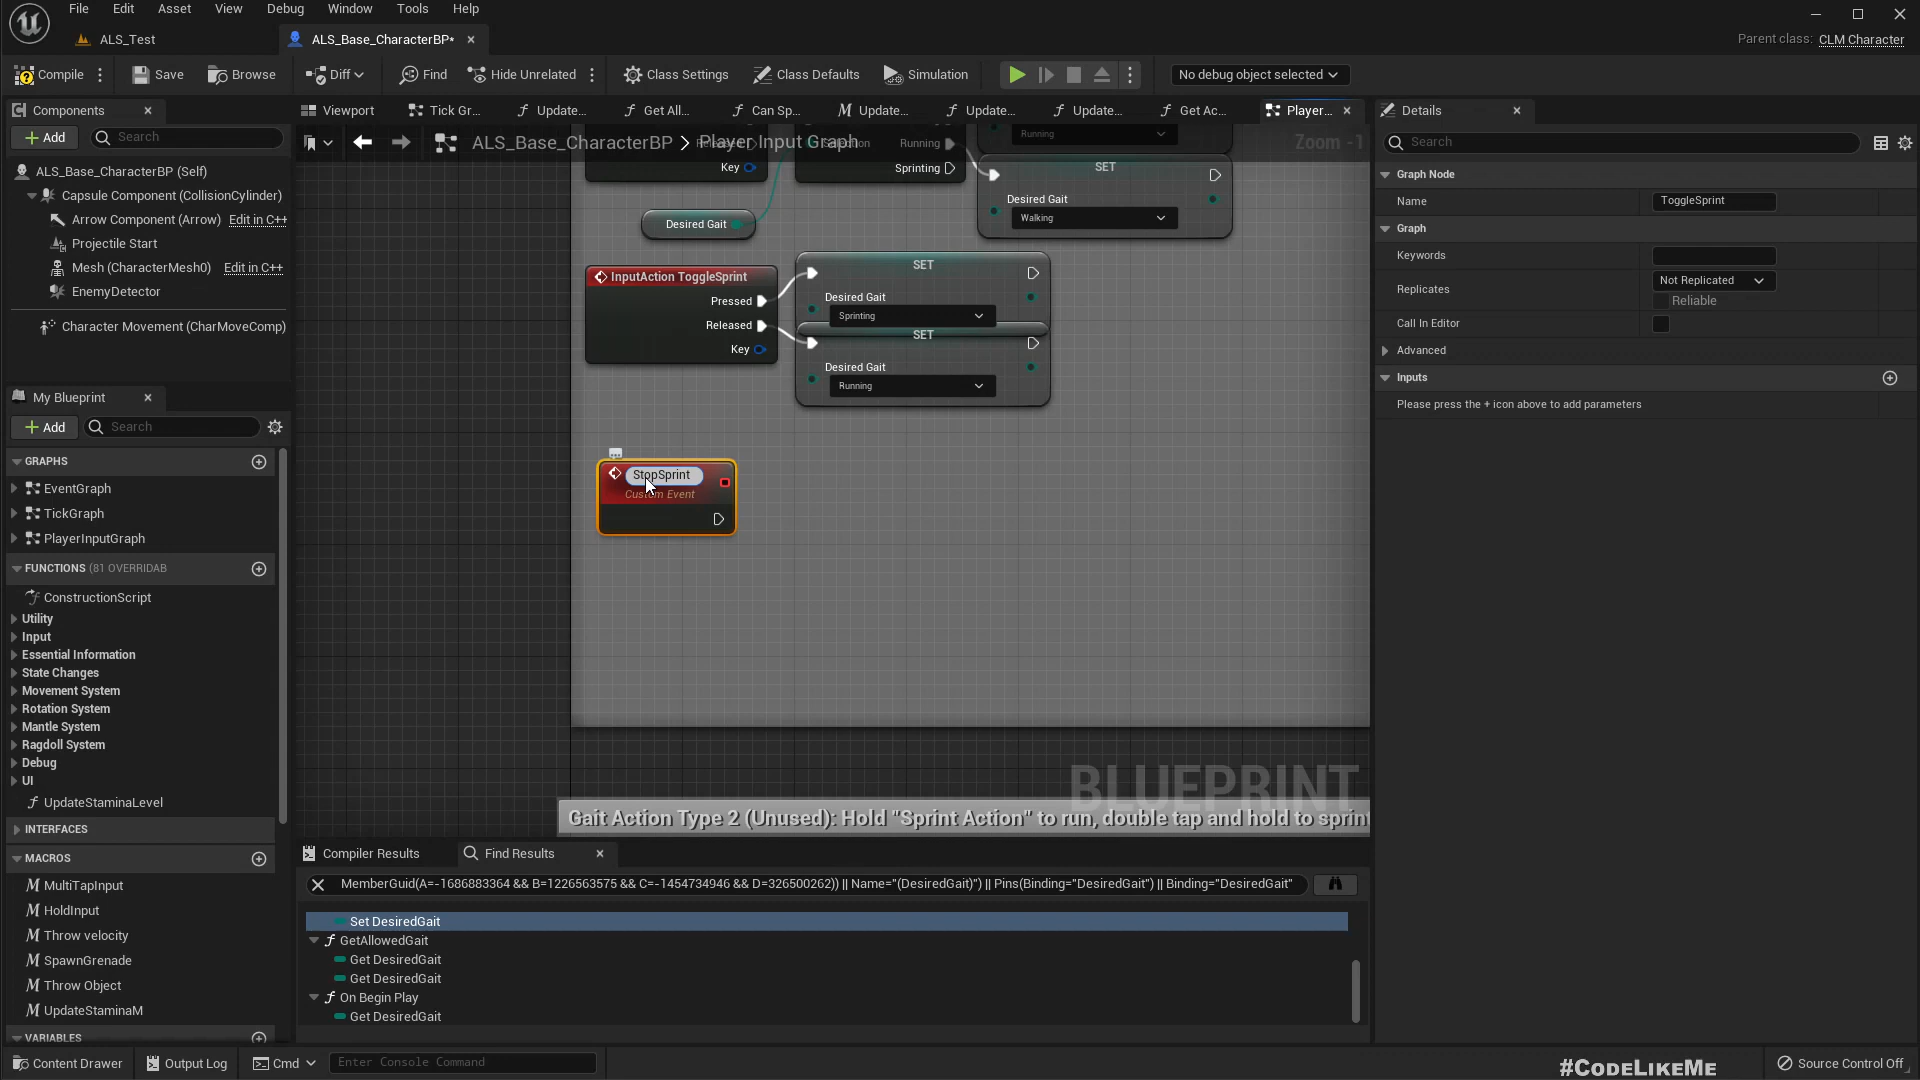 File Edit Asset View Debug Window Tools Help
ALS_Test ALS_Base_CharacterBP* Parent class: CLM Character
Compile Save Browse Diff Find Hide Unrelated Class Settings Class Defaults Simulation No debug object selected
Components Viewport Tick Gr... Update... Get All... Can Sp... Update... Update... Update... Get Ac... Player... Details
+ Add Search ALS_Base_CharacterBP > Player Input Graph Zoom -1 Search
ALS_Base_CharacterBP (Self)
Capsule Component (CollisionCylinder)
Arrow Component (Arrow) Edit in C++
Projectile Start
Mesh (CharacterMesh0) Edit in C++
EnemyDetector
Character Movement (CharMoveComp)
My Blueprint
+ Add Search
GRAPHS
EventGraph
TickGraph
PlayerInputGraph
FUNCTIONS (81 OVERRIDAB
ConstructionScript
Utility
Input
Essential Information
State Changes
Movement System
Rotation System
Mantle System
Ragdoll System
Debug
UI
UpdateStaminaLevel
INTERFACES
MACROS
MultiTapInput
HoldInput
Throw velocity
SpawnGrenade
Throw Object
UpdateStaminaM
VARIABLES
Running
Running
Key Sprinting
SET
Desired Gait
Walking
Desired Gait
InputAction ToggleSprint
Pressed
Released
Key
SET
Desired Gait
Sprinting
SET
Desired Gait
Running
StopSprint
Custom Event
BLUEPRINT
Gait Action Type 2 (Unused): Hold "Sprint Action" to run, double tap and hold to sprint
Compiler Results Find Results
MemberGuid(A=-1686883364 && B=1226563575 && C=-1454734946 && D=326500262)) || Name="(DesiredGait)") || Pins(Binding="DesiredGait") || Binding="DesiredGait"
Set DesiredGait
GetAllowedGait
Get DesiredGait
Get DesiredGait
On Begin Play
Get DesiredGait
Graph Node
Name ToggleSprint
Graph
Keywords
Replicates Not Replicated
Reliable
Call In Editor
Advanced
Inputs
Please press the + icon above to add parameters
Content Drawer Output Log Cmd Enter Console Command #CODELIKEME Source Control Off